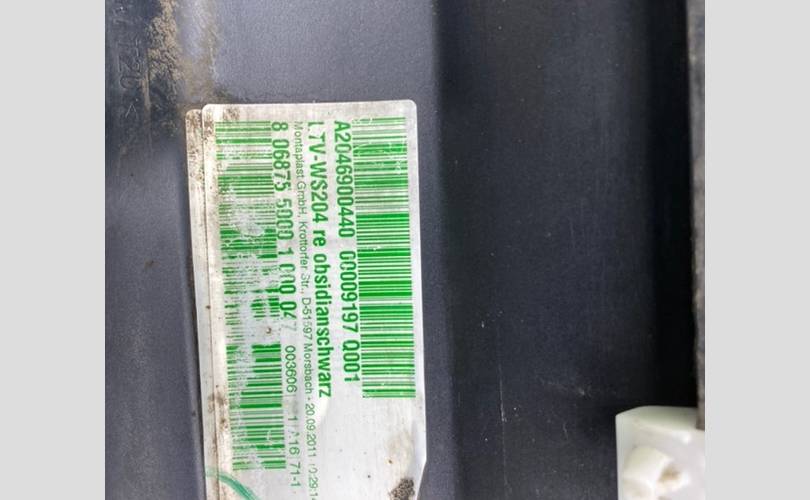 A2046900440 00009197 0001
LTV-WS204 re obsidianschwarz
Montaplast GmbH, Krottorfer Str., D-51597 Morsbach - 20.09.2011
8 06875 5000 1 000 003606